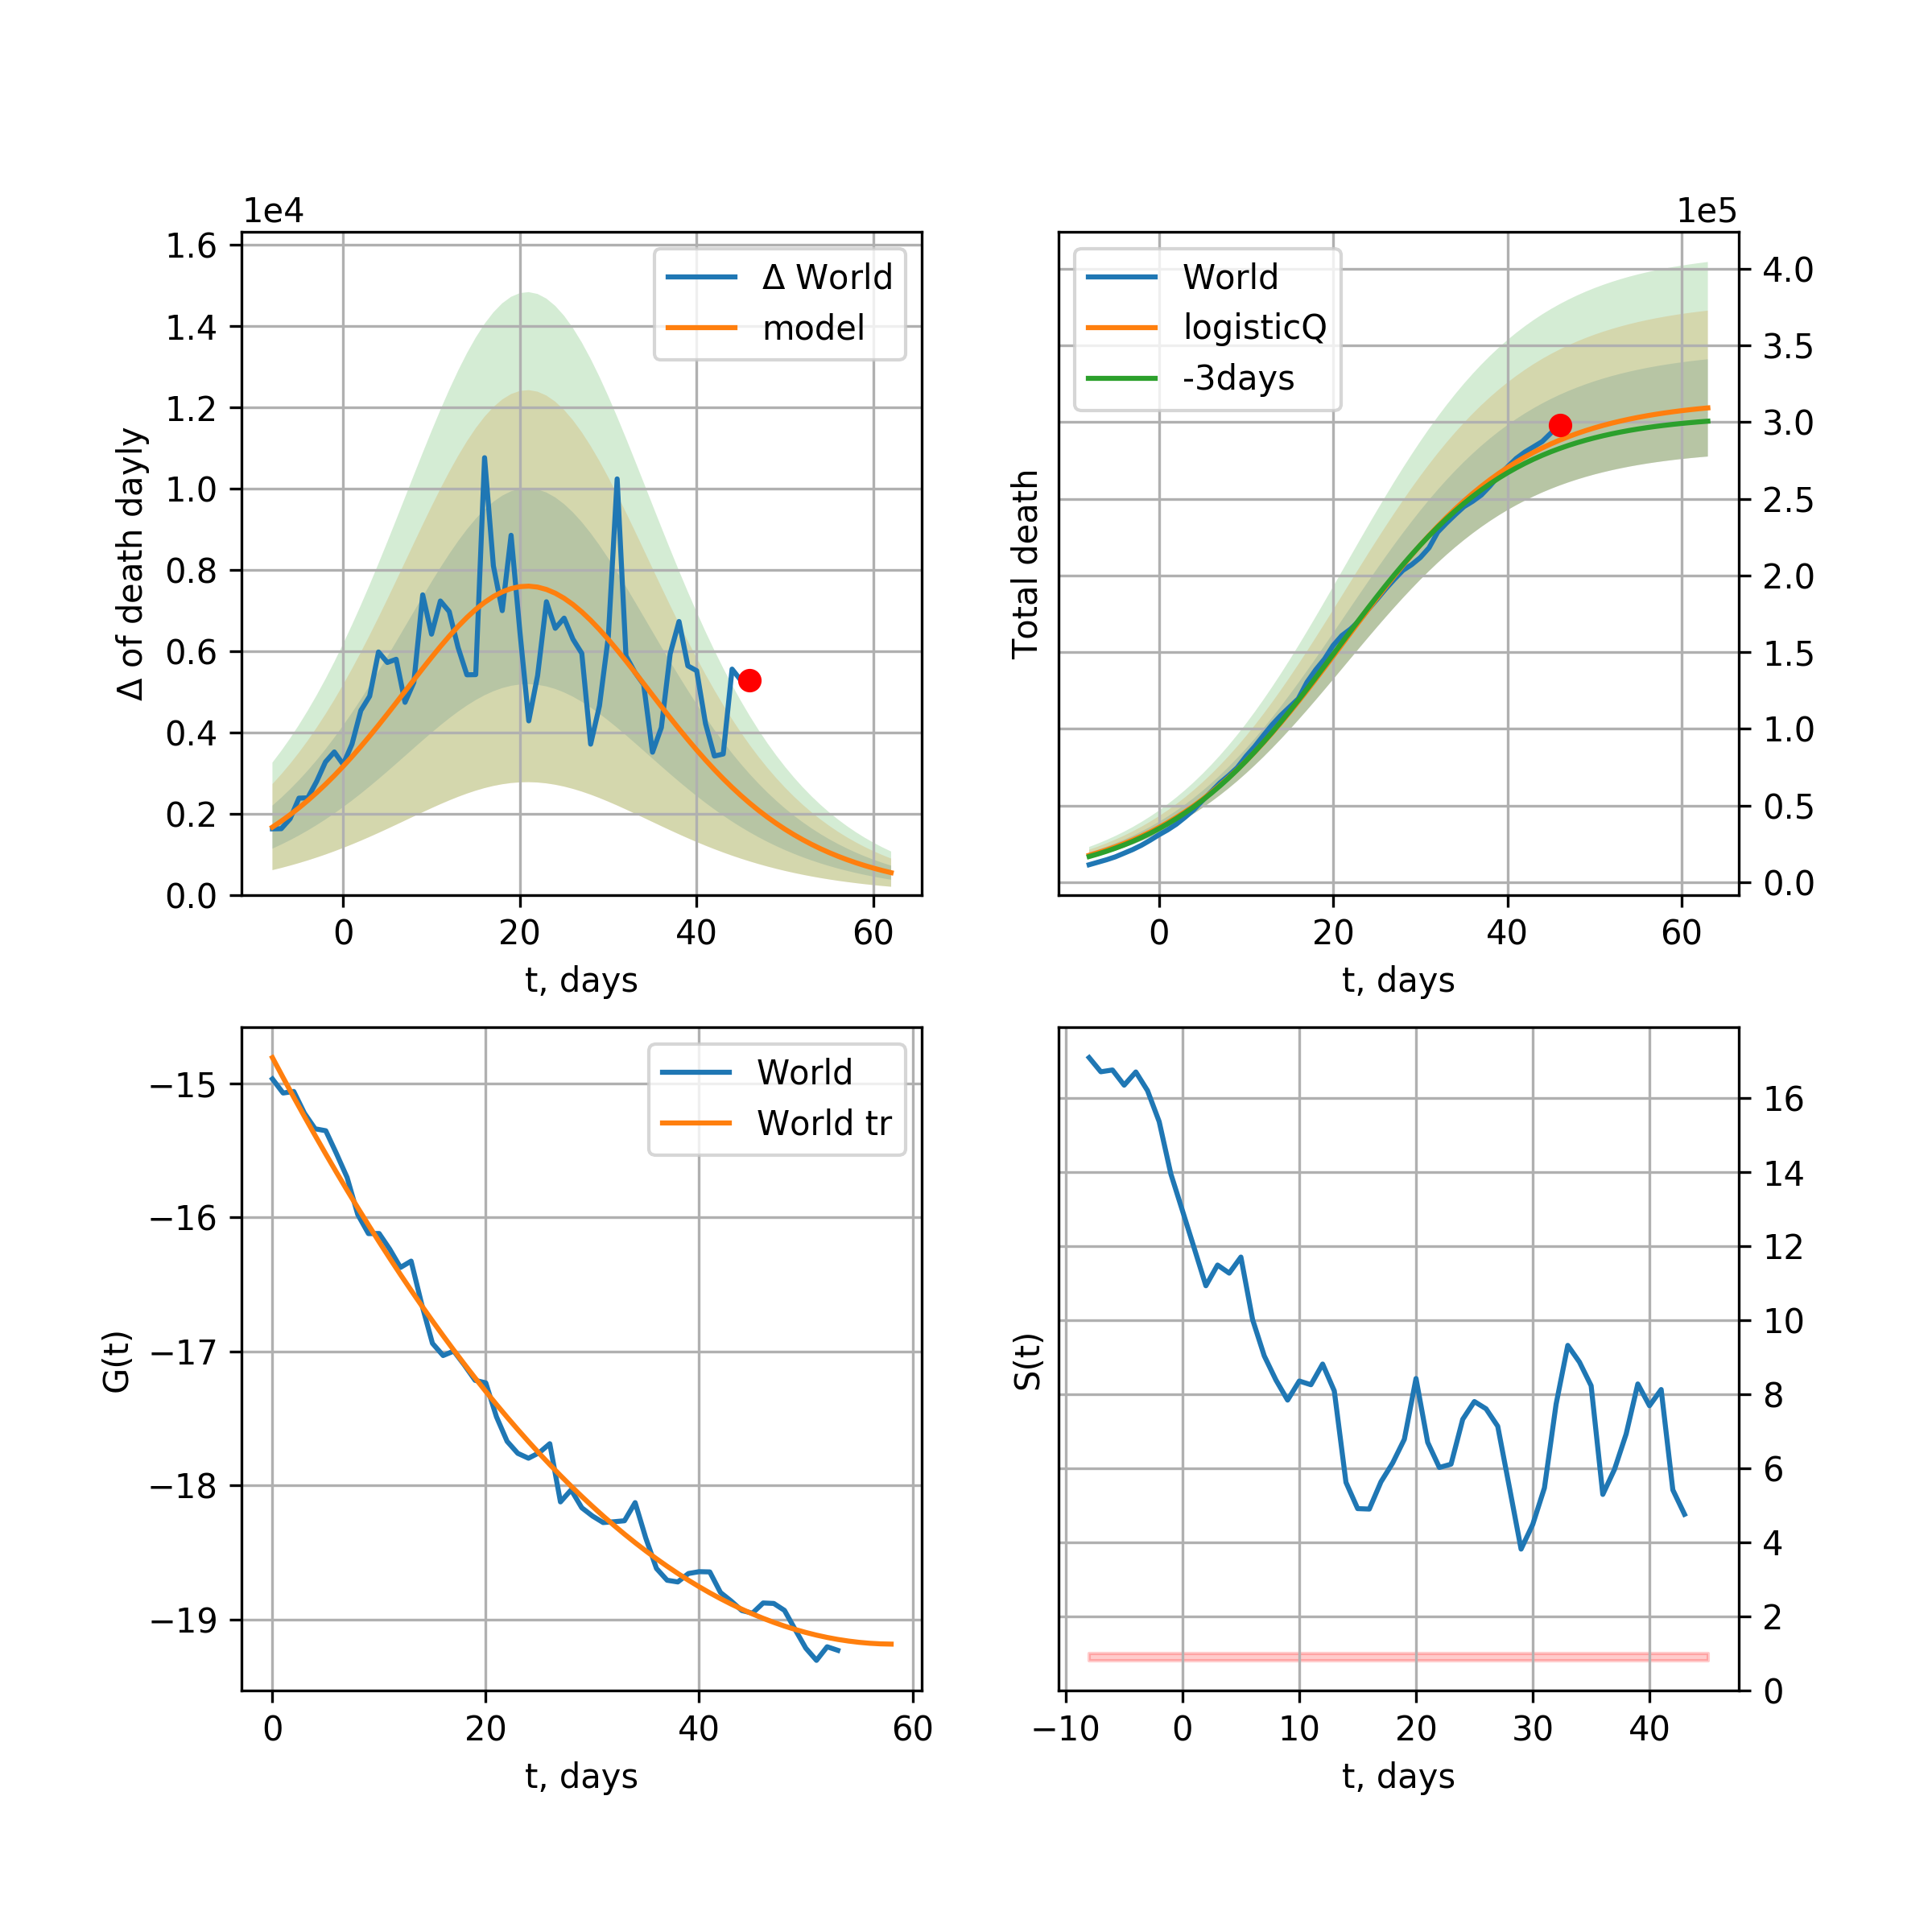 1e4
1.6
1.4
1.2
1.0
0.8
0.6
0.4
0.2
0.0
Δ of death dayly
Δ World
model
0 20 40 60
t, days
1e5
World
logisticQ
-3days
Total death
4.0
3.5
3.0
2.5
2.0
1.5
1.0
0.5
0.0
0 20 40 60
t, days
World
World tr
G(t)
−15
−16
−17
−18
−19
0 20 40 60
t, days
S(t)
16
14
12
10
8
6
4
2
0
−10 0 10 20 30 40
t, days